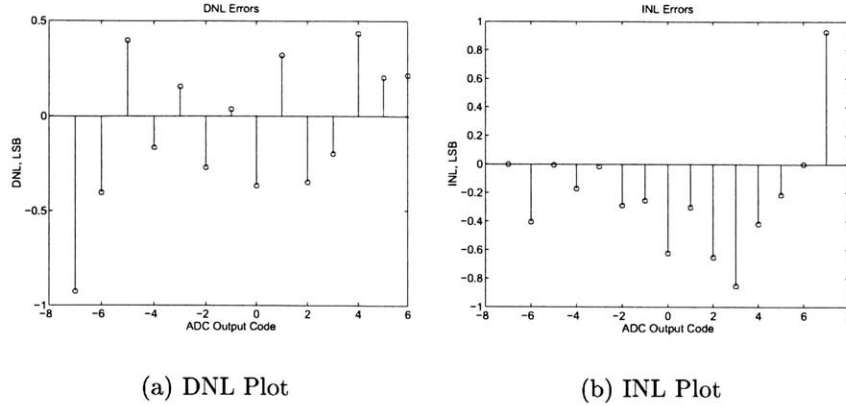 DNL Errors
0.5
0
−0.5
−1
DNL, LSB
−8 −6 −4 −2 0 2 4 6
ADC Output Code
(a) DNL Plot
INL Errors
1
0.8
0.6
0.4
0.2
0
−0.2
−0.4
−0.6
−0.8
−1
INL, LSB
−8 −6 −4 −2 0 2 4 6 8
ADC Output Code
(b) INL Plot